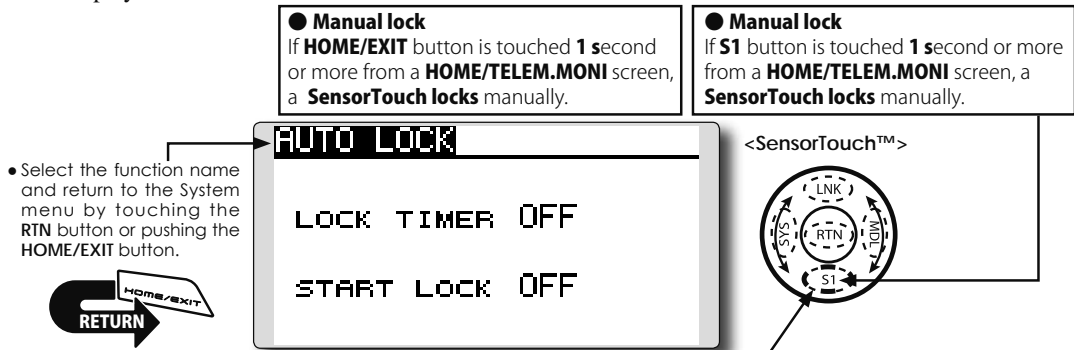 ● Manual lock
If HOME/EXIT button is touched 1 second
or more from a HOME/TELEM.MONI screen,
a SensorTouch locks manually.
● Manual lock
If S1 button is touched 1 second or more
from a HOME/TELEM.MONI screen, a
SensorTouch locks manually.
● Select the function name
and return to the System
menu by touching the
RTN button or pushing the
HOME/EXIT button.
HOME/EXIT
RETURN
AUTO LOCK
LOCK TIMER OFF
START LOCK OFF
<SensorTouch™>
LNK
SYS
RTN
MDL
S1